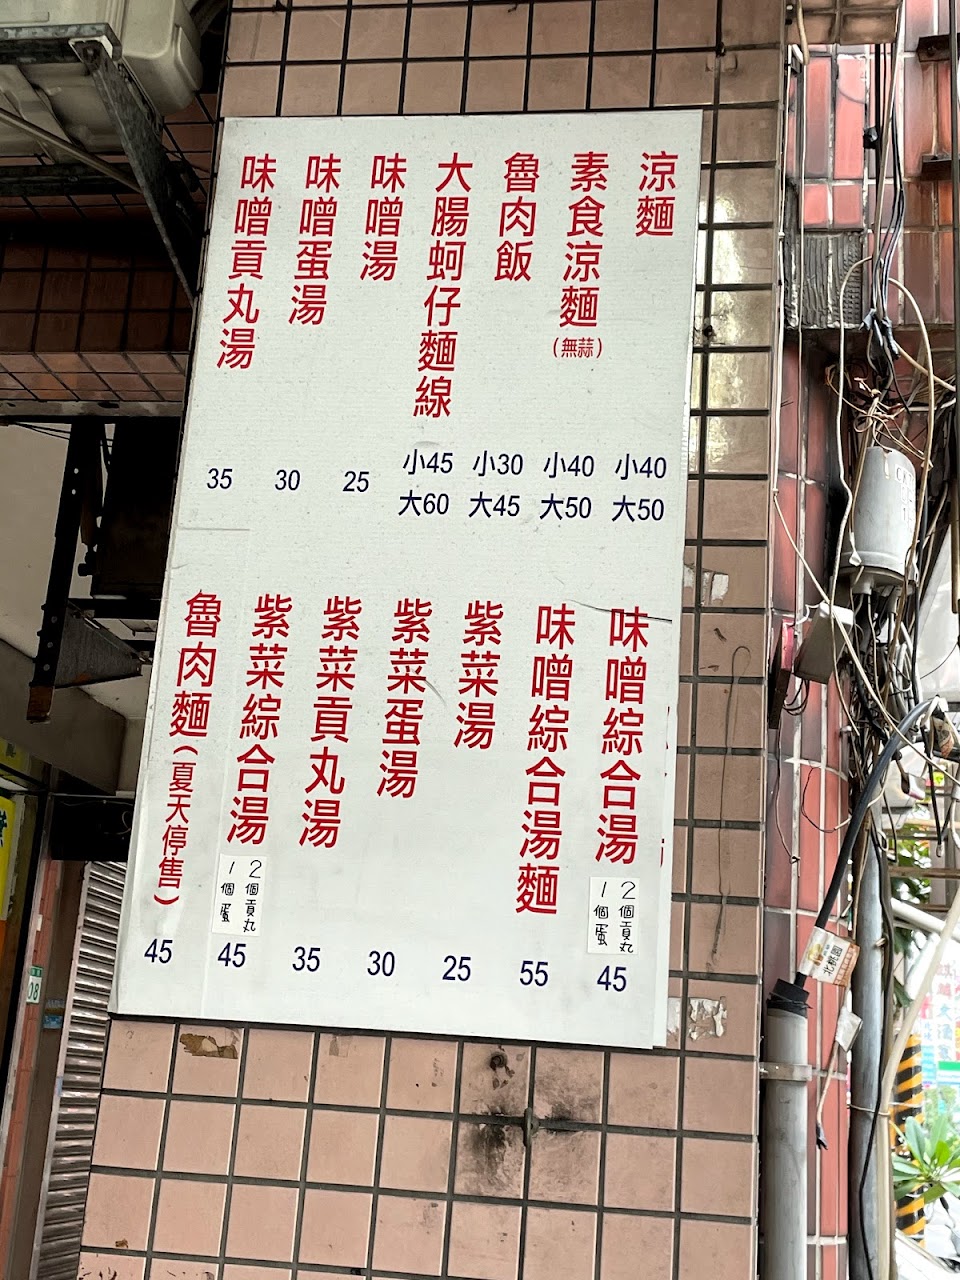 涼麵
小40
大50
素食涼麵
(無蒜)
小40
大50
魯肉飯
小30
大45
大腸蚵仔麵線
小45
大60
味噌湯
25
味噌蛋湯
30
味噌貢丸湯
35
味噌綜合湯
2個貢丸
1個蛋
45
味噌綜合湯麵
55
紫菜湯
25
紫菜蛋湯
30
紫菜貢丸湯
35
紫菜綜合湯
2個貢丸
1個蛋
45
魯肉麵(夏天停售)
45